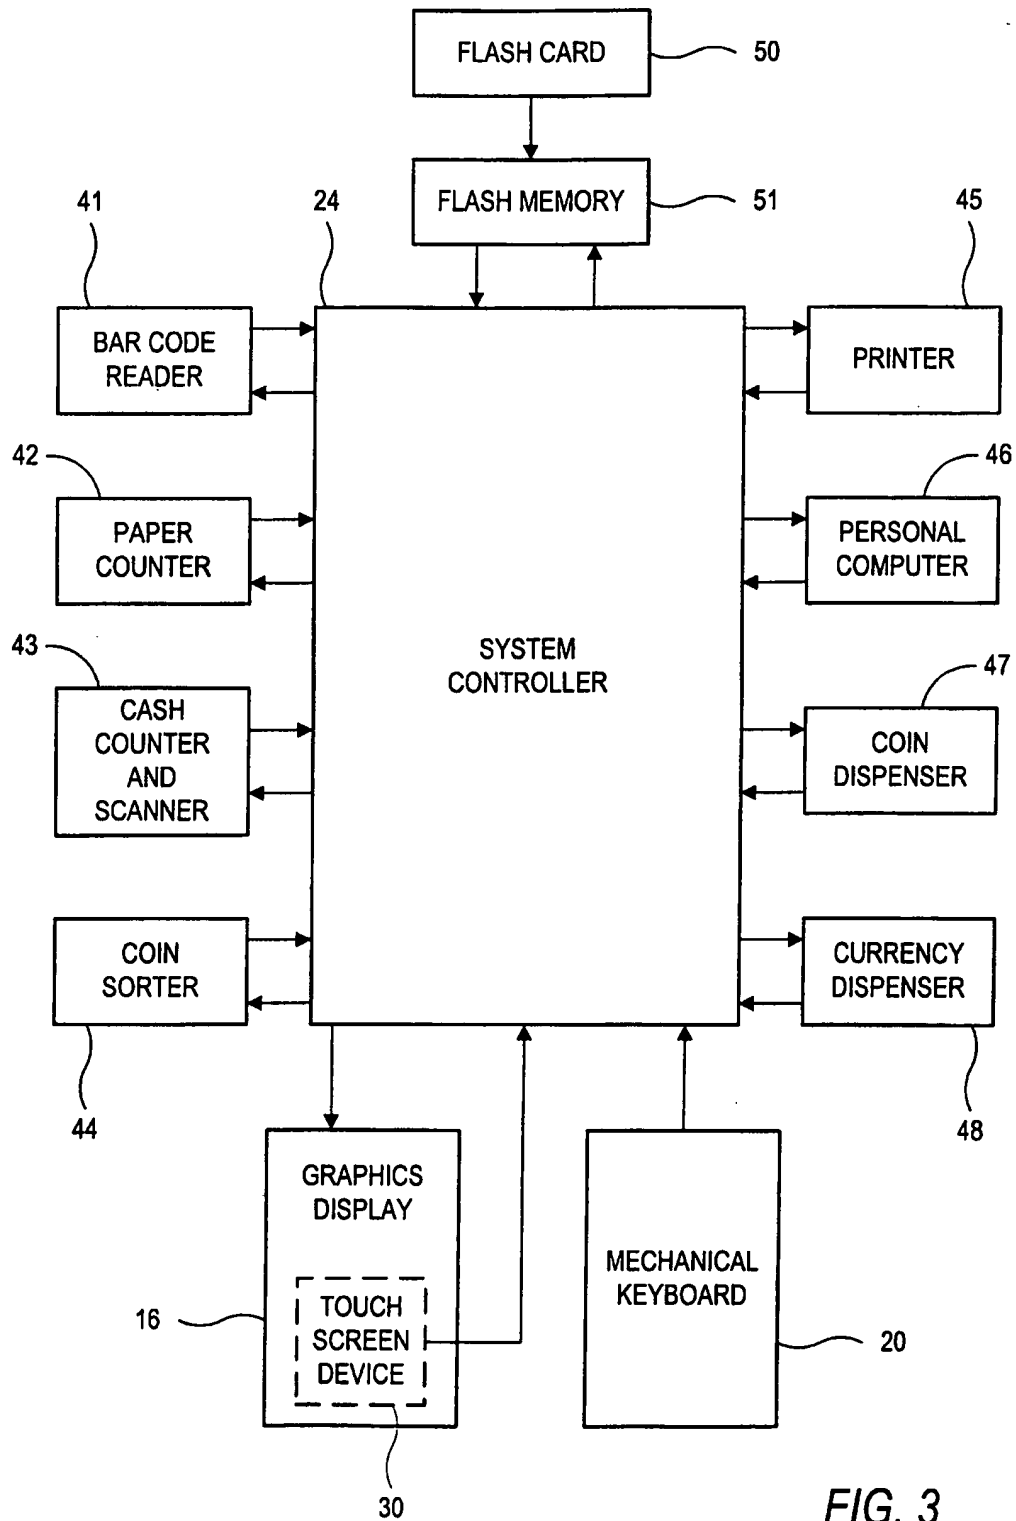 FLASH CARD
50
FLASH MEMORY
51
41
24
45
BAR CODE
READER
PRINTER
42
46
PAPER
COUNTER
PERSONAL
COMPUTER
SYSTEM
CONTROLLER
43
47
CASH
COUNTER
AND
SCANNER
COIN
DISPENSER
COIN
SORTER
CURRENCY
DISPENSER
44
48
GRAPHICS
DISPLAY
TOUCH
SCREEN
DEVICE
16
30
MECHANICAL
KEYBOARD
20
FIG. 3